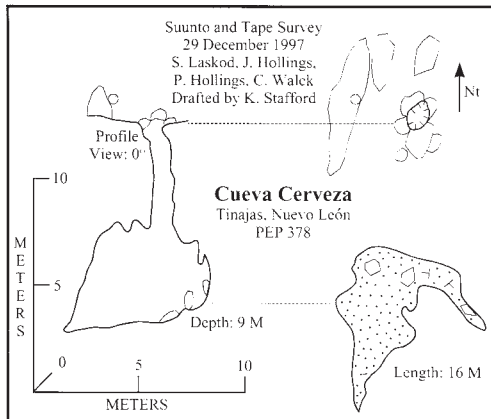 Suunto and Tape Survey
29 December 1997
S. Laskod, J. Hollings,
P. Hollings, C. Walck
Drafted by K. Stafford
Nt
Profile
View: 0°
Cueva Cerveza
Tinajas, Nuevo León
PEP 378
10
5
METERS
Depth: 9 M
Length: 16 M
0
5
10
METERS